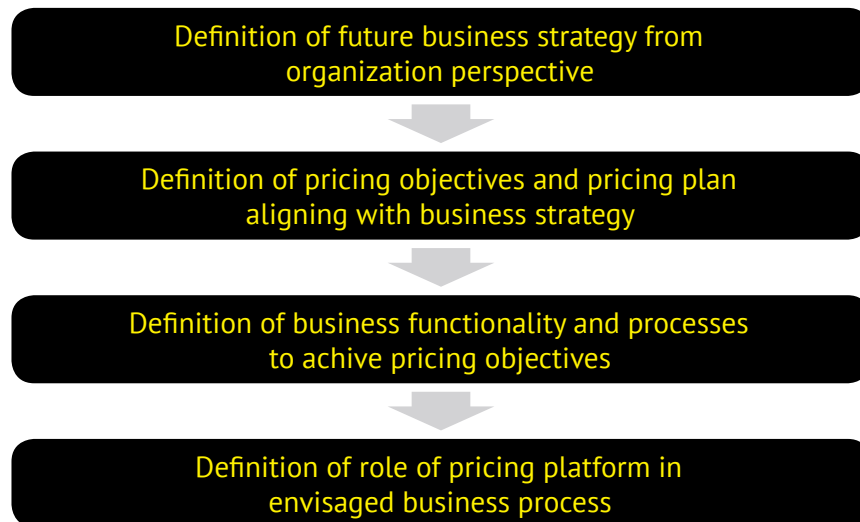 Definition of future business strategy from
organization perspective
Definition of pricing objectives and pricing plan
aligning with business strategy
Definition of business functionality and processes
to achive pricing objectives
Definition of role of pricing platform in
envisaged business process